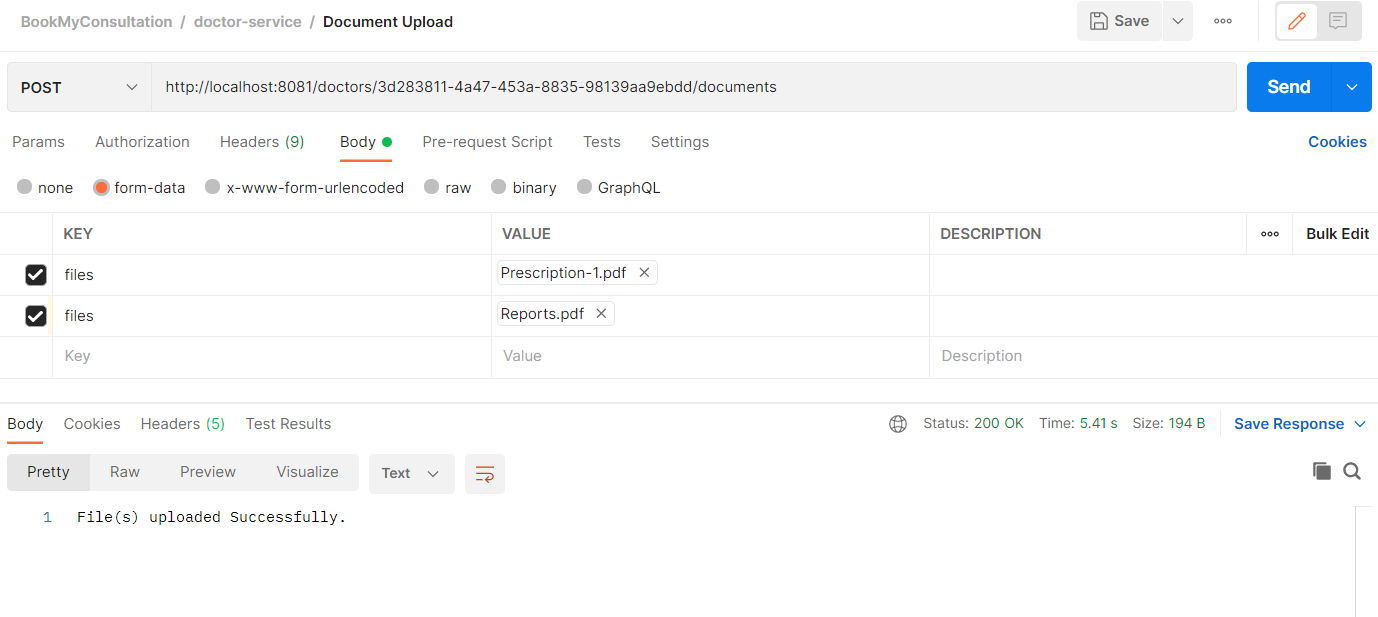 BookMyConsultation / doctor-service / Document Upload
Save
POST
http://localhost:8081/doctors/3d283811-4a47-453a-8835-98139aa9ebdd/documents
Send
Params Authorization Headers (9) Body Pre-request Script Tests Settings Cookies
none form-data x-www-form-urlencoded raw binary GraphQL
KEY VALUE DESCRIPTION Bulk Edit
files Prescription-1.pdf
files Reports.pdf
Key Value Description
Body Cookies Headers (5) Test Results Status: 200 OK Time: 5.41 s Size: 194 B Save Response
Pretty Raw Preview Visualize Text
1 File(s) uploaded Successfully.